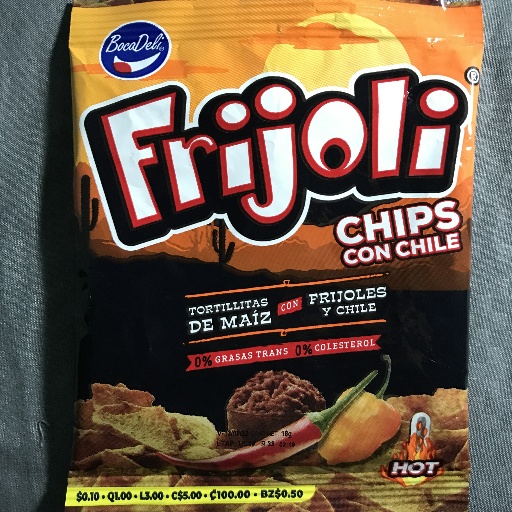 BocaDeli
Frijoli
®
CHIPS
CON CHILE
TORTILLITAS DE MAÍZ CON FRIJOLES Y CHILE
0% GRASAS TRANS 0% COLESTEROL
HOT
$0.10 • Q1.00 • L3.00 • C$5.00 • ₡100.00 • BZ$0.50